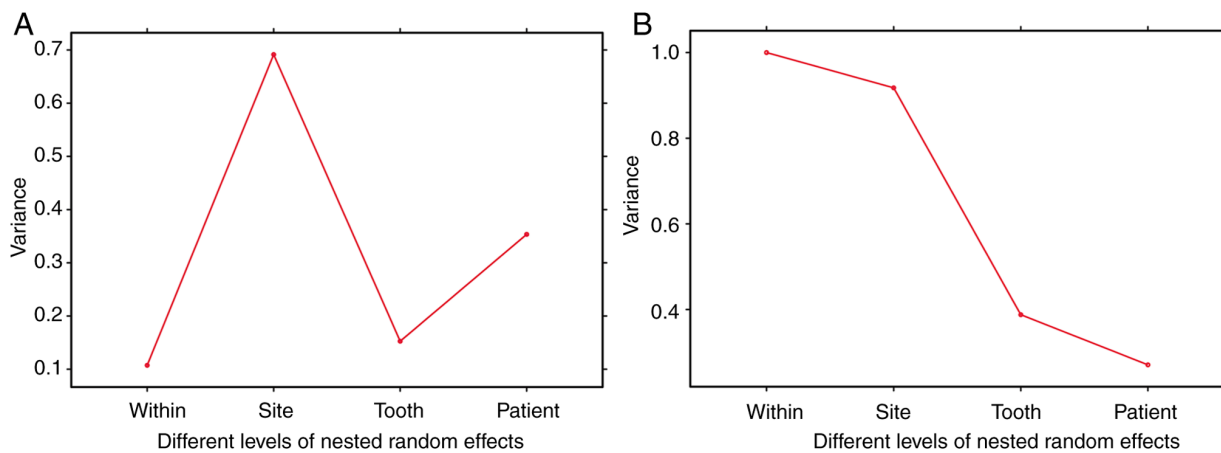 A
0.7
0.6
0.5
0.4
0.3
0.2
0.1
Variance
Within Site Tooth Patient
Different levels of nested random effects
B
1.0
0.8
0.6
0.4
Variance
Within Site Tooth Patient
Different levels of nested random effects